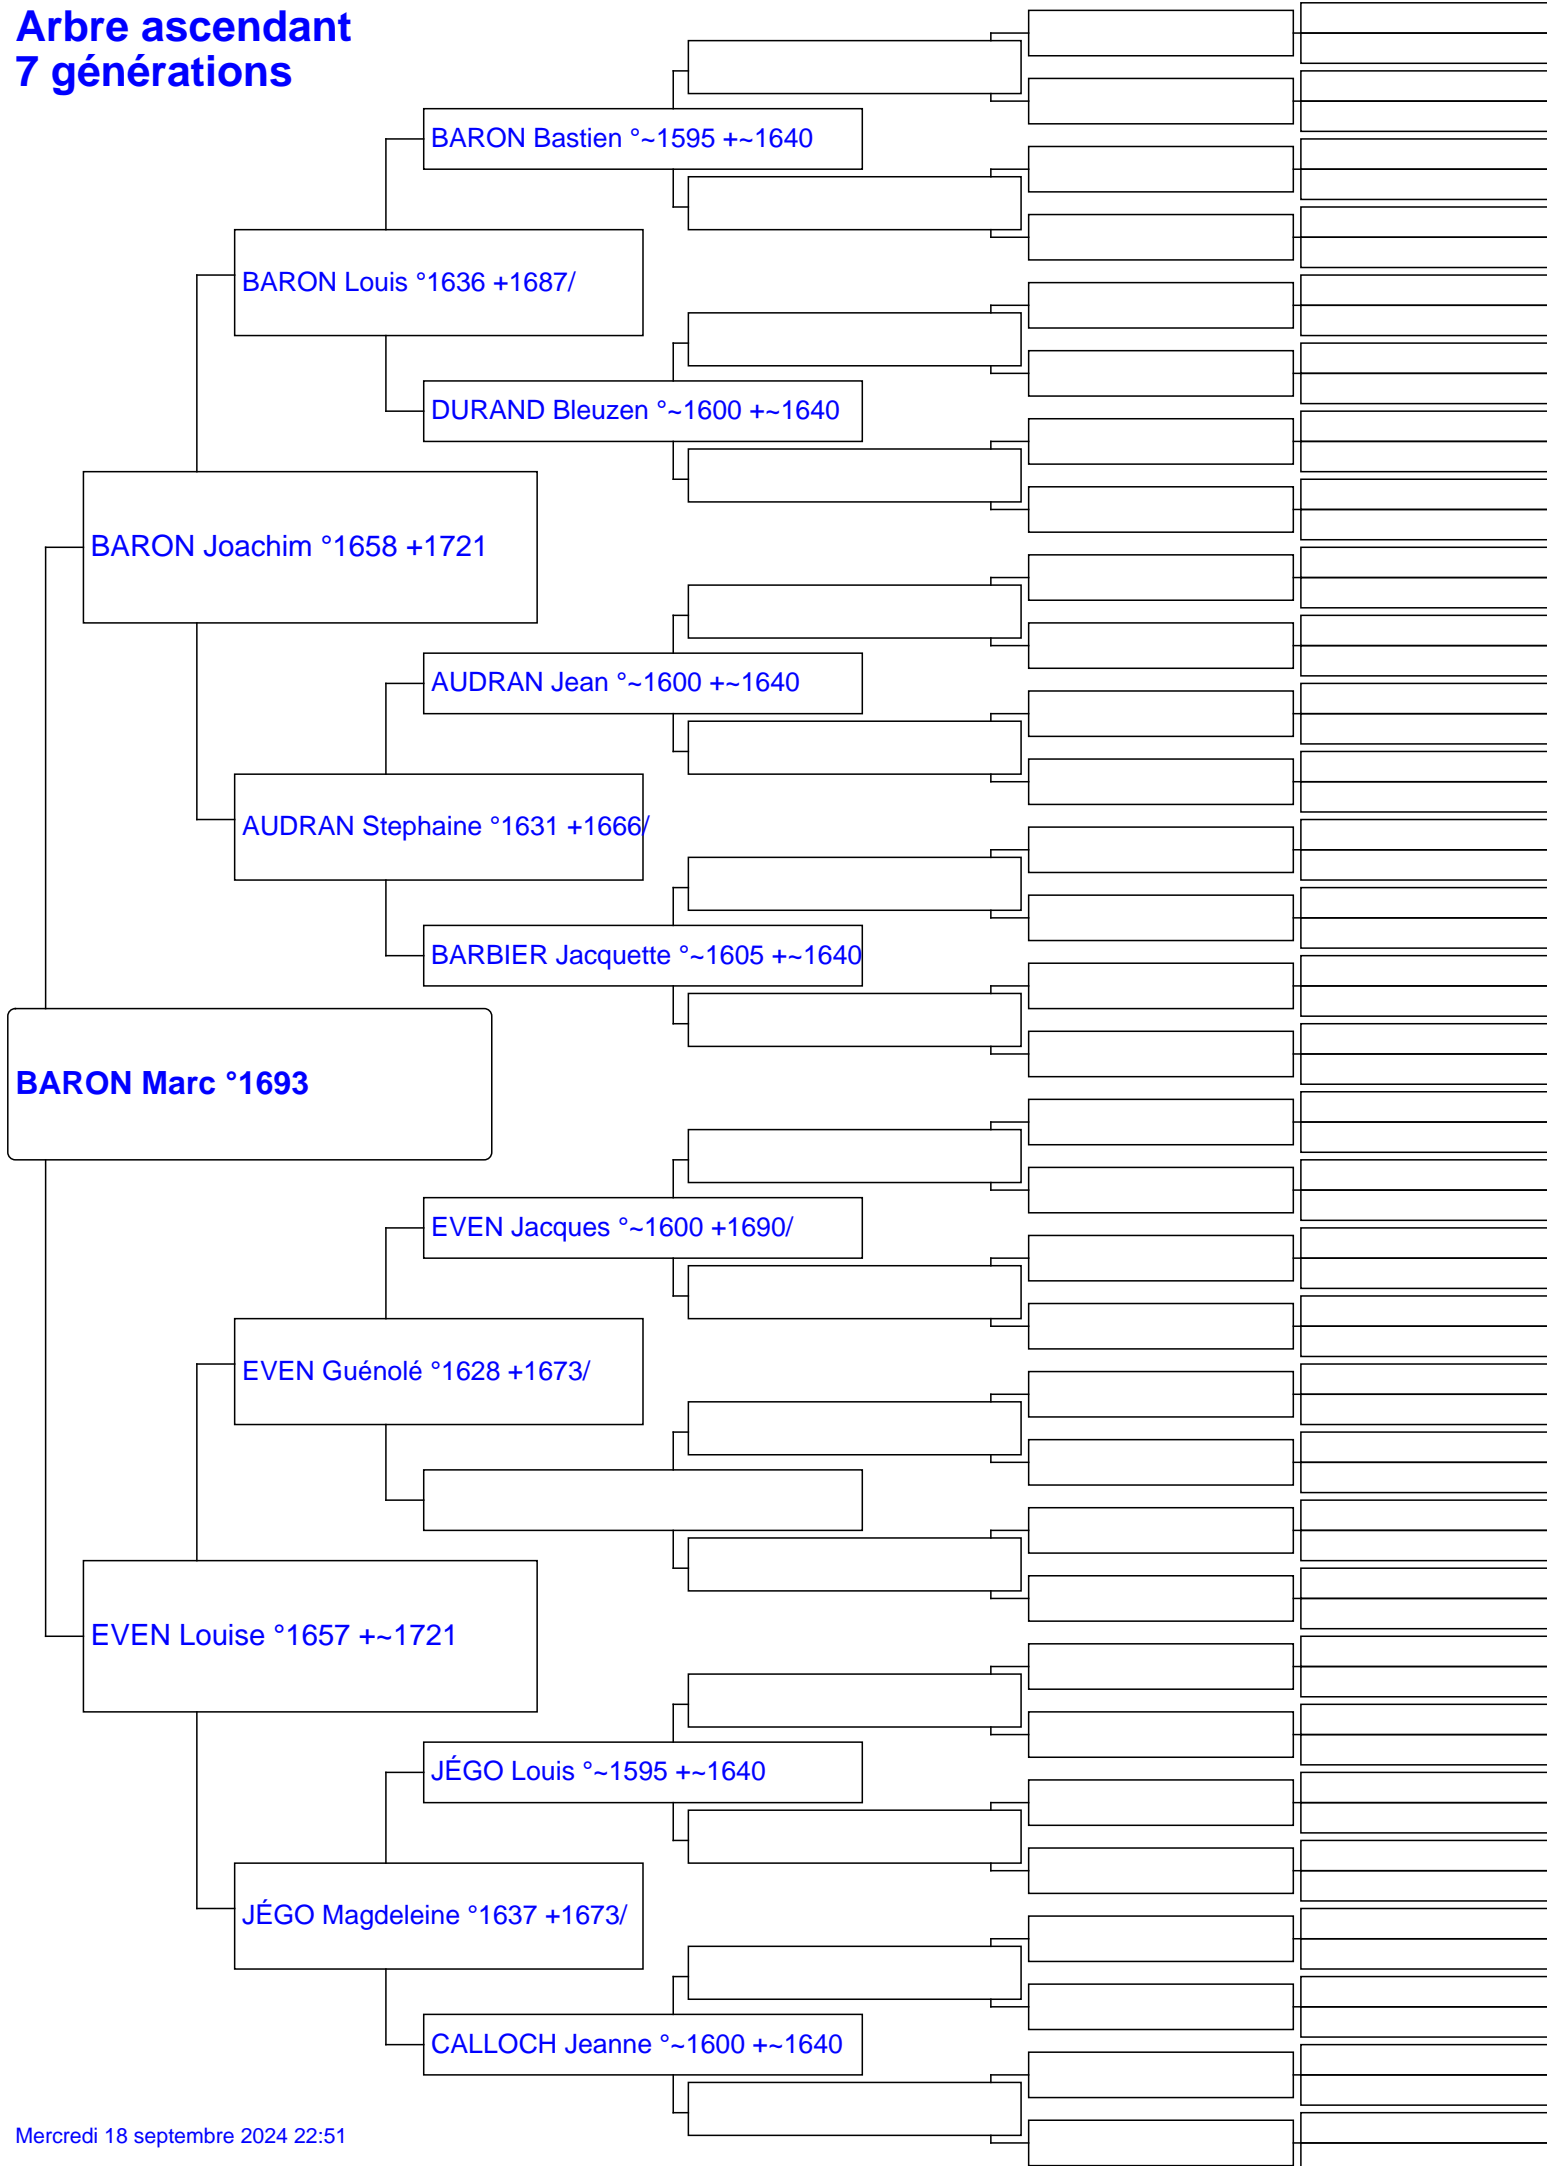 Arbre ascendant
7 générations
BARON Bastien °~1595 +~1640
BARON Louis °1636 +1687/
DURAND Bleuzen °~1600 +~1640
BARON Joachim °1658 +1721
AUDRAN Jean °~1600 +~1640
AUDRAN Stephaine °1631 +1666/
BARBIER Jacquette °~1605 +~1640
BARON Marc °1693
EVEN Jacques °~1600 +1690/
EVEN Guénolé °1628 +1673/
EVEN Louise °1657 +~1721
JÉGO Louis °~1595 +~1640
JÉGO Magdeleine °1637 +1673/
CALLOCH Jeanne °~1600 +~1640
Mercredi 18 septembre 2024 22:51